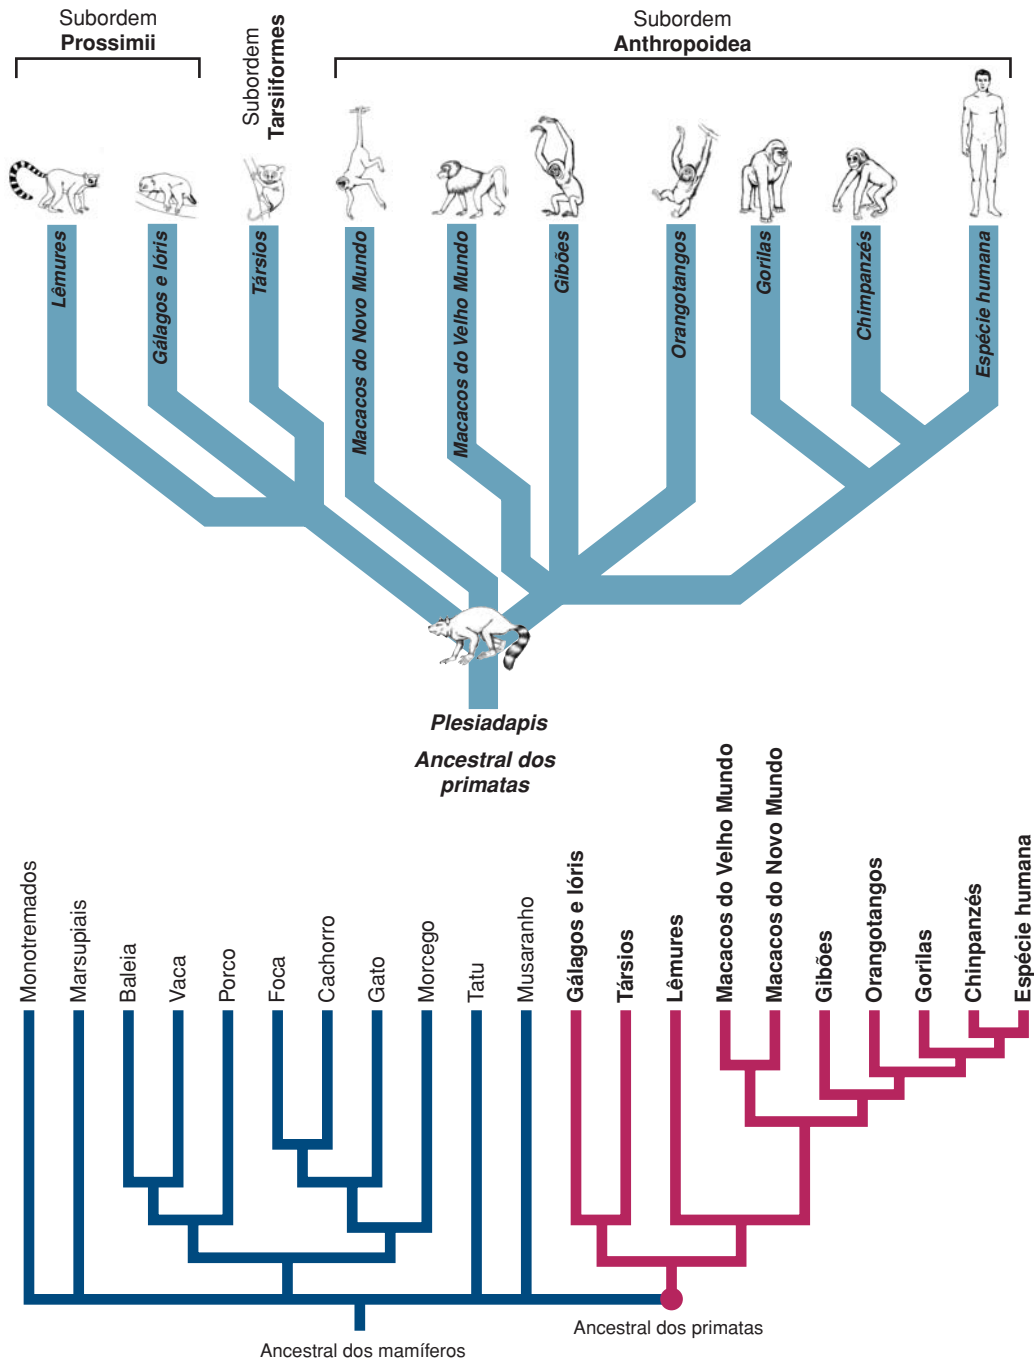 Subordem
Prossimii
Subordem
Tarsiiformes
Subordem
Anthropoidea
Lêmures
Gálagos e lóris
Társios
Macacos do Novo Mundo
Macacos do Velho Mundo
Gibões
Orangotangos
Gorilas
Chimpanzés
Espécie humana
Plesiadapis
Ancestral dos
primatas
Monotremados
Marsupiais
Baleia
Vaca
Porco
Foca
Cachorro
Gato
Morcego
Tatu
Musaranho
Gálagos e lóris
Társios
Lêmures
Macacos do Velho Mundo
Macacos do Novo Mundo
Gibões
Orangotangos
Gorilas
Chinpanzés
Espécie humana
Ancestral dos primatas
Ancestral dos mamíferos